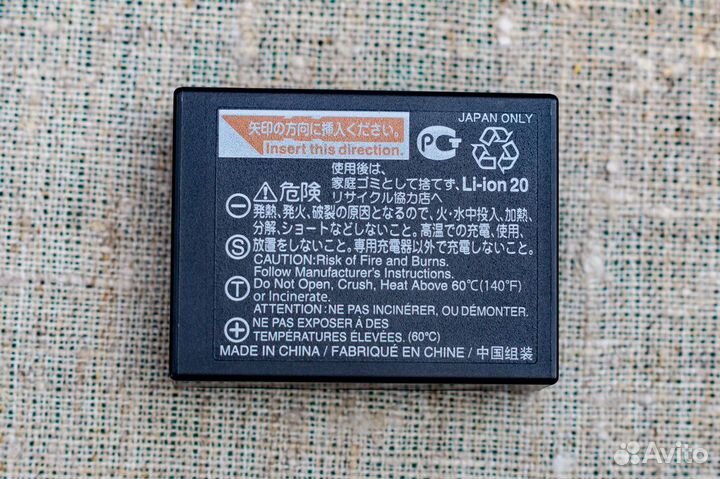 JAPAN ONLY
矢印の方向に挿入ください。
Insert this direction.
使用後は、
家庭ゴミとして捨てず、 Li-ion 20
⚠危険 リサイクル協力店へ
発熱、発火、破裂の原因となるので、火・水中投入、加熱、
分解、ショートなどしないこと。高温での充電、使用、
放置をしないこと。専用充電器以外で充電しないこと。
CAUTION:Risk of Fire and Burns.
Follow Manufacturer's Instructions.
Do Not Open, Crush, Heat Above 60℃(140℉)
or Incinerate.
ATTENTION: NE PAS INCINÉRER, OU DÉMONTER.
NE PAS EXPOSER À DES
TEMPÉRATURES ÉLEVÉES. (60℃)
MADE IN CHINA / FABRIQUÉ EN CHINE / 中国组装
− 
S
T
+
PCT
Avito